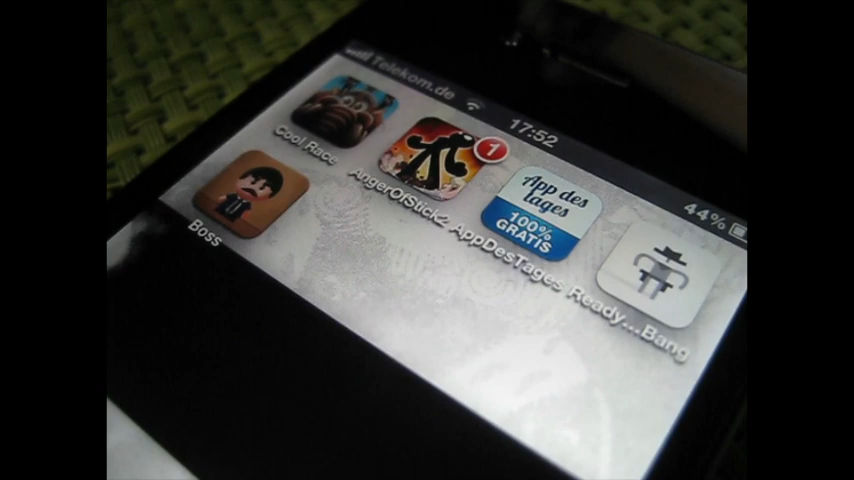 Telekom.de 17:52 44%
Cool Race
AngerOfStick2
1
App des
Tages
100%
GRATIS
AppDesTages
Ready...Bang
Boss